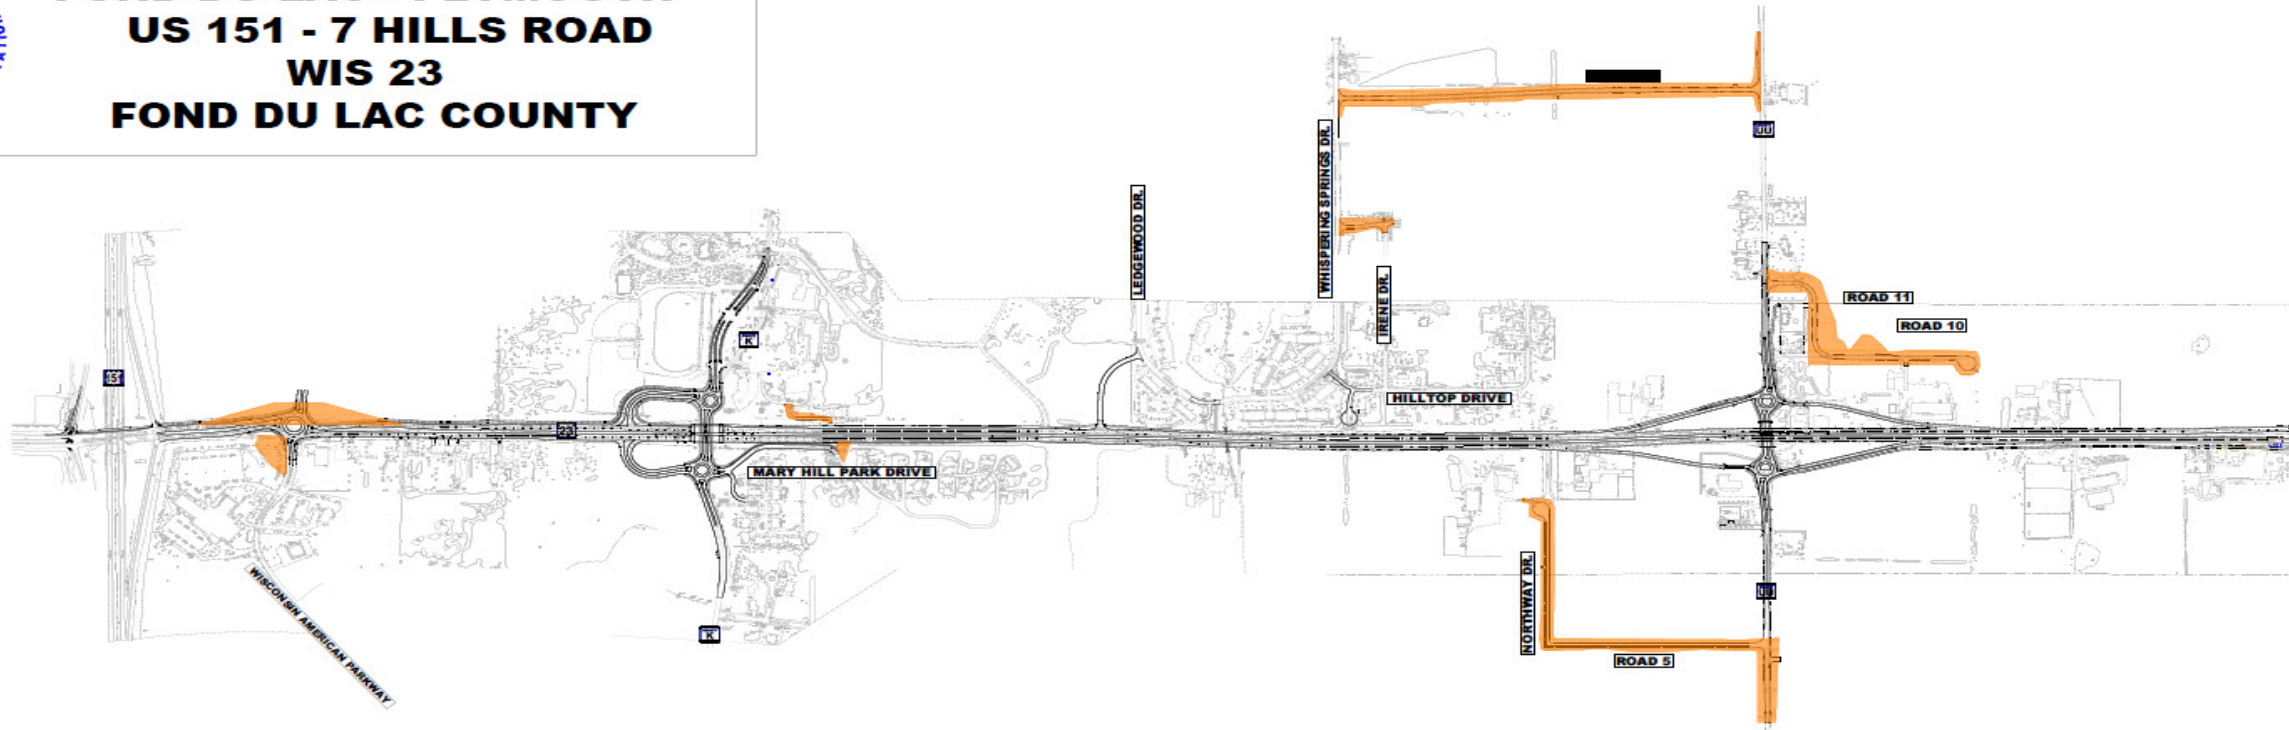 US 151 - 7 HILLS ROAD
WIS 23
FOND DU LAC COUNTY
UU
WHISPERING SPRINGS DR.
LEDGEWOOD DR.
IRENE DR.
ROAD 11
ROAD 10
K
151
HILLTOP DRIVE
23
MARY HILL PARK DRIVE
NORTHWAY DR.
UU
WISCONSIN AMERICAN PARKWAY
K
ROAD 5